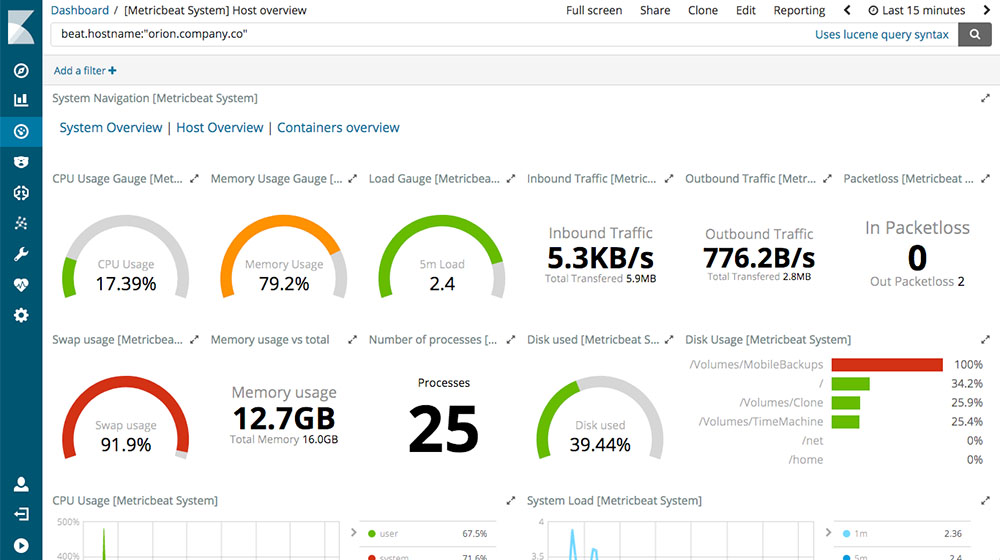 Dashboard / [Metricbeat System] Host overview
Full screen Share Clone Edit Reporting Last 15 minutes
beat.hostname:"orion.company.co" Uses lucene query syntax
Add a filter +
System Navigation [Metricbeat System]
System Overview | Host Overview | Containers overview
CPU Usage Gauge [Met...
CPU Usage
17.39%
Memory Usage Gauge [...
Memory Usage
79.2%
Load Gauge [Metricbea...
5m Load
2.4
Inbound Traffic [Metric...
Inbound Traffic
5.3KB/s
Total Transfered 5.9MB
Outbound Traffic [Metr...
Outbound Traffic
776.2B/s
Total Transfered 2.8MB
Packetloss [Metricbeat ...
In Packetloss
0
Out Packetloss 2
Swap usage [Metricbea...
Swap usage
91.9%
Memory usage vs total
Memory usage
12.7GB
Total Memory 16.0GB
Number of processes [...
Processes
25
Disk used [Metricbeat S...
Disk used
39.44%
Disk Usage [Metricbeat System]
/Volumes/MobileBackups 100%
/ 34.2%
/Volumes/Clone 25.9%
/Volumes/TimeMachine 25.4%
/net 0%
/home 0%
CPU Usage [Metricbeat System]
500%
400%
user 67.5%
system 71.6%
System Load [Metricbeat System]
4
3.5
1m 2.36
5m 2.4